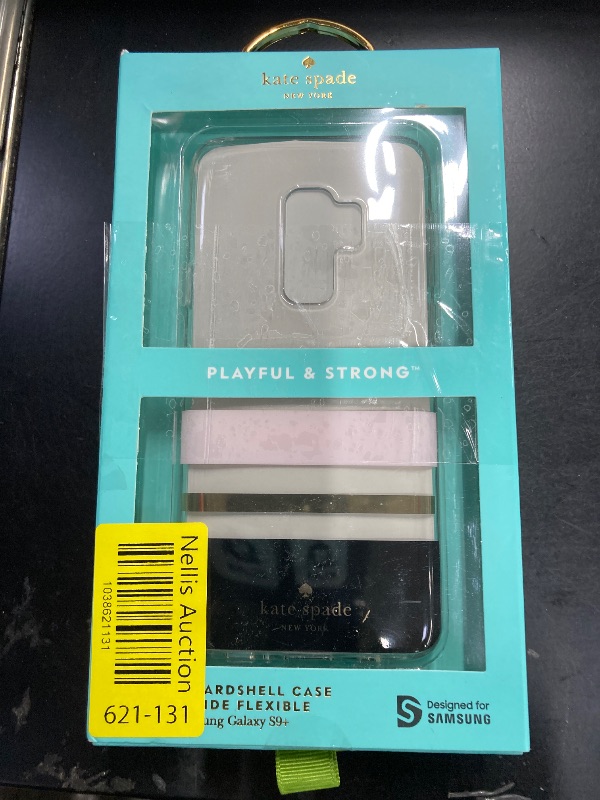 kate spade
NEW YORK
PLAYFUL & STRONG™
kate spade
NEW YORK
Nellis Auction
1038621131
621-131
ARDSHELL CASE
IDE FLEXIBLE
ung Galaxy S9+
Designed for
SAMSUNG